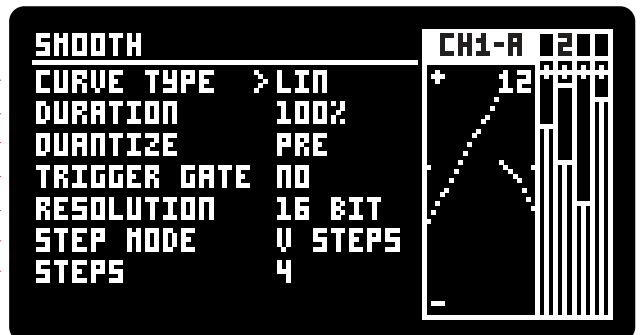 SMOOTH
CURVE TYPE >LIN
DURATION 100%
QUANTIZE PRE
TRIGGER GATE NO
RESOLUTION 16 BIT
STEP MODE V STEPS
STEPS 4
CH1-A 2
+ 12
-